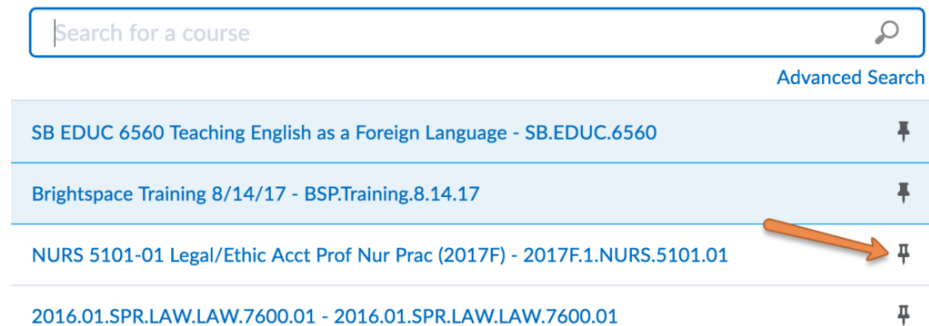 Search for a course
Advanced Search
SB EDUC 6560 Teaching English as a Foreign Language - SB.EDUC.6560
Brightspace Training 8/14/17 - BSP.Training.8.14.17
NURS 5101-01 Legal/Ethic Acct Prof Nur Prac (2017F) - 2017F.1.NURS.5101.01
2016.01.SPR.LAW.LAW.7600.01 - 2016.01.SPR.LAW.LAW.7600.01